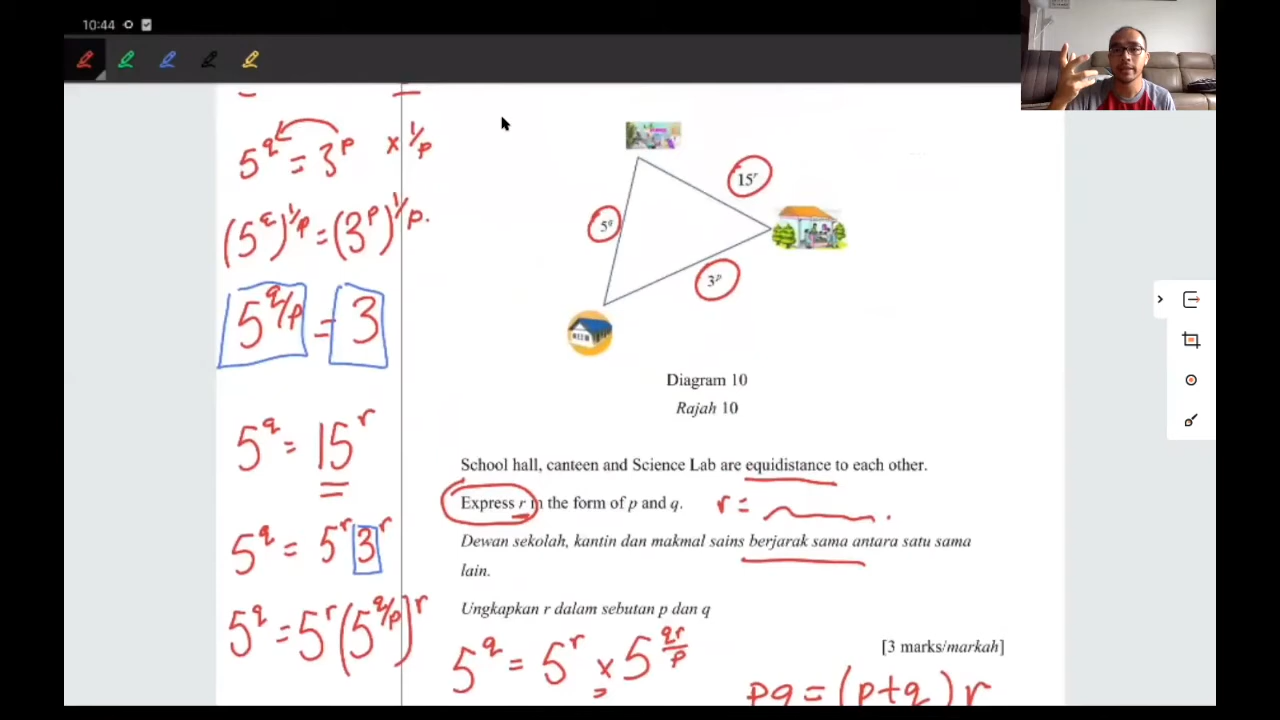 10:44
5^q = 3^p × 1/p
(5^q)^1/p = (3^p)^1/p.
5^q/p = 3
5^q = 15^r
5^q = 5^r 3^r
5^q = 5^r (5^q/p)^r
15^r
5^q
3^p
Diagram 10
Rajah 10
School hall, canteen and Science Lab are equidistance to each other.
Express r in the form of p and q. r =
Dewan sekolah, kantin dan makmal sains berjarak sama antara satu sama
lain.
Ungkapkan r dalam sebutan p dan q
[3 marks/markah]
5^q = 5^r × 5^qr/p
pq = (p+q) r